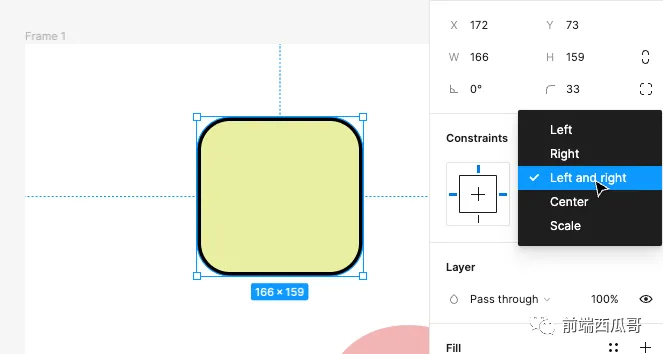 Frame 1
166 × 159
X 172 Y 73
W 166 H 159
0° 33
Constraints
Left
Right
Left and right
Center
Scale
Layer
Pass through 100%
前端西瓜哥
Fill